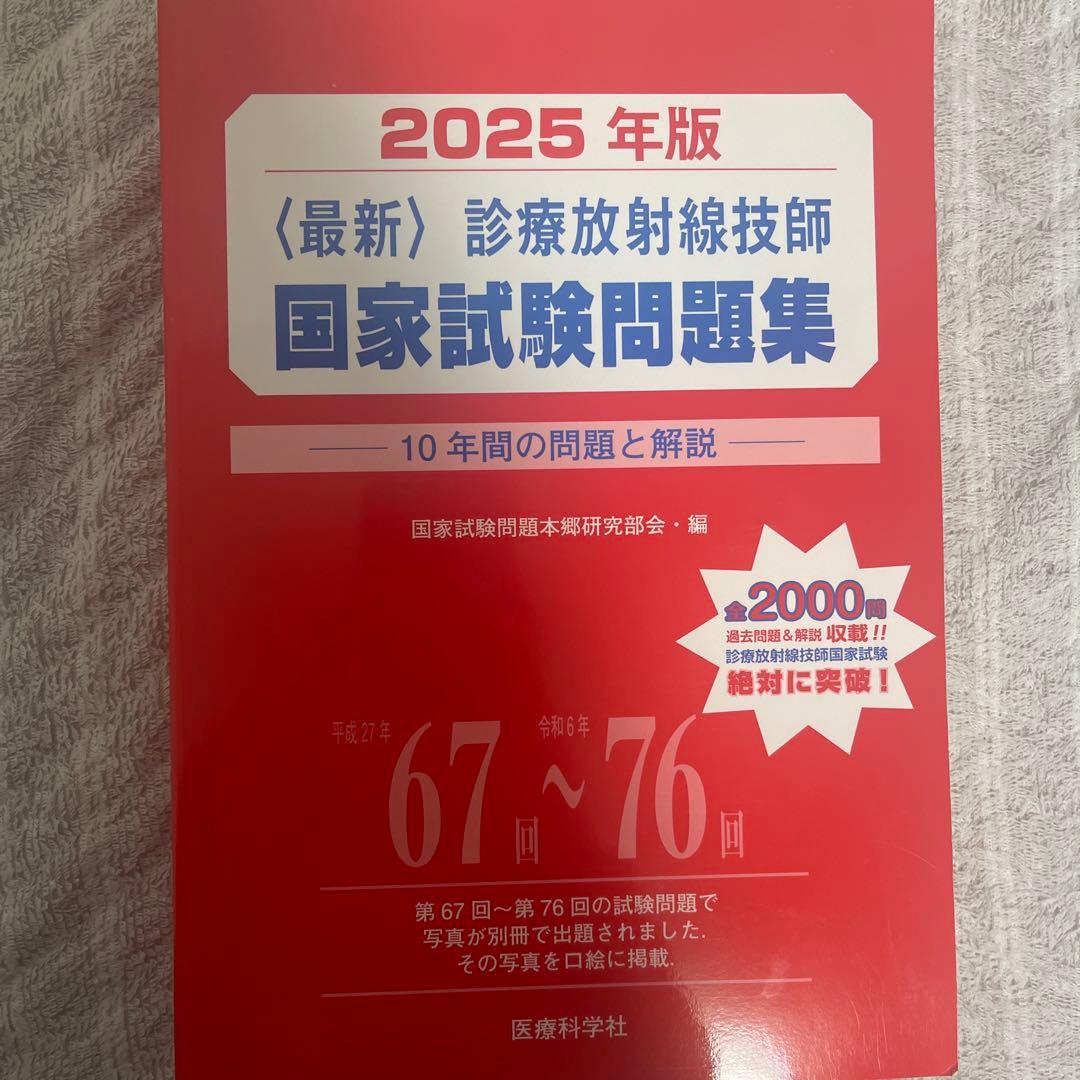 2025 年版
〈最新〉 診療放射線技師
国家試験問題集
10 年間の問題と解説
国家試験問題本郷研究部会・編
全2000問
過去問題&解説 収載!!
診療放射線技師国家試験
絶対に突破!
平成27年 67回~令和6年 76回
第 67 回~第 76 回の試験問題で
写真が別冊で出題されました.
その写真を口絵に掲載.
医療科学社